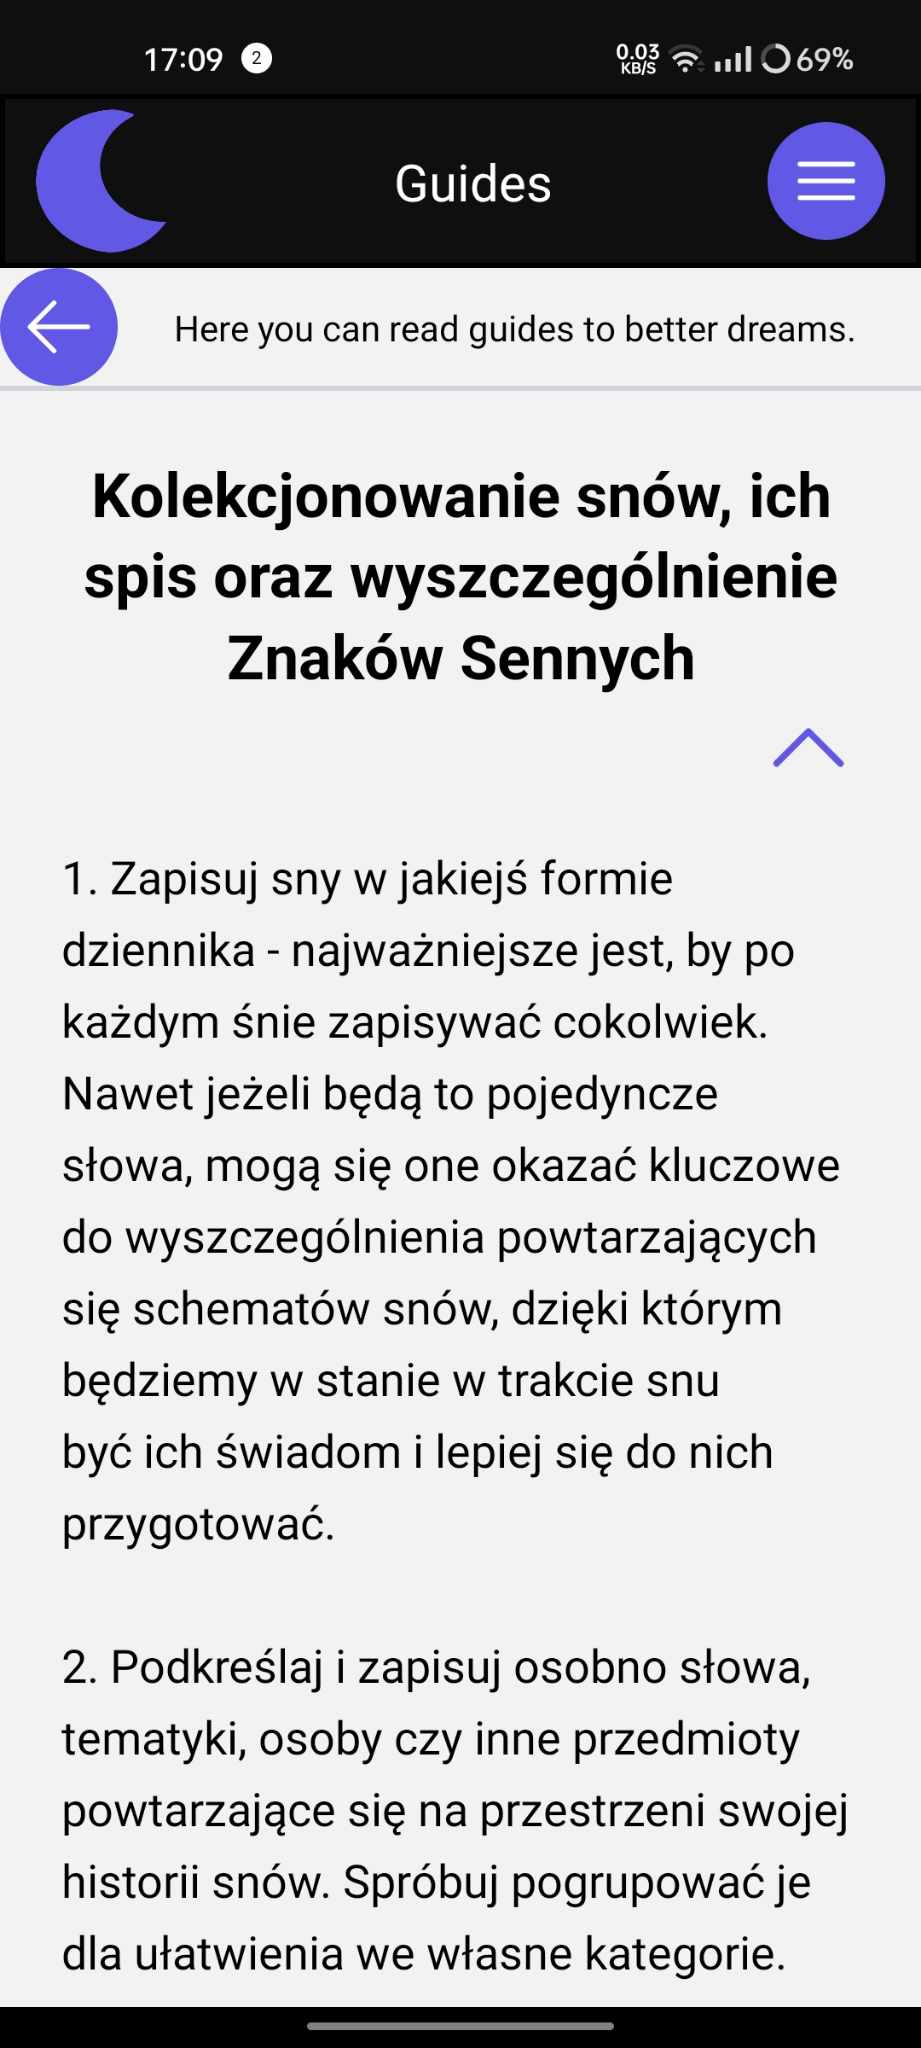 17:09 2 0.03 KB/S 69%
Guides
Here you can read guides to better dreams.
Kolekcjonowanie snów, ich
spis oraz wyszczególnienie
Znaków Sennych
1. Zapisuj sny w jakiejś formie
dziennika - najważniejsze jest, by po
każdym śnie zapisywać cokolwiek.
Nawet jeżeli będą to pojedyncze
słowa, mogą się one okazać kluczowe
do wyszczególnienia powtarzających
się schematów snów, dzięki którym
będziemy w stanie w trakcie snu
być ich świadom i lepiej się do nich
przygotować.
2. Podkreślaj i zapisuj osobno słowa,
tematyki, osoby czy inne przedmioty
powtarzające się na przestrzeni swojej
historii snów. Spróbuj pogrupować je
dla ułatwienia we własne kategorie.